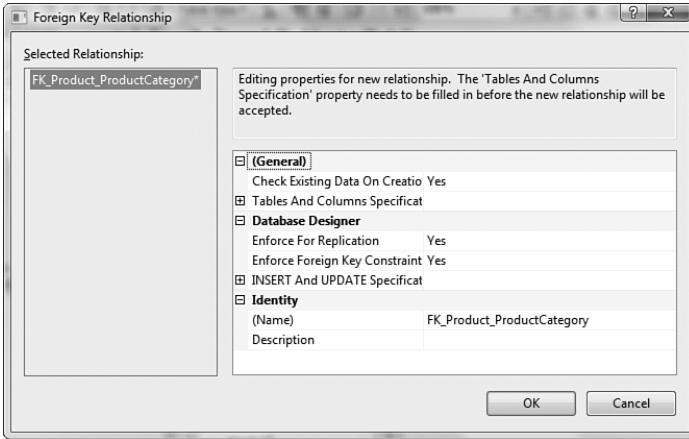 Foreign Key Relationship
?
Selected Relationship:
FK_Product_ProductCategory*
Editing properties for new relationship. The 'Tables And Columns
Specification' property needs to be filled in before the new relationship will be
accepted.
(General)
Check Existing Data On Creatio Yes
Tables And Columns Specificat
Database Designer
Enforce For Replication Yes
Enforce Foreign Key Constraint Yes
INSERT And UPDATE Specificat
Identity
(Name) FK_Product_ProductCategory
Description
OK Cancel